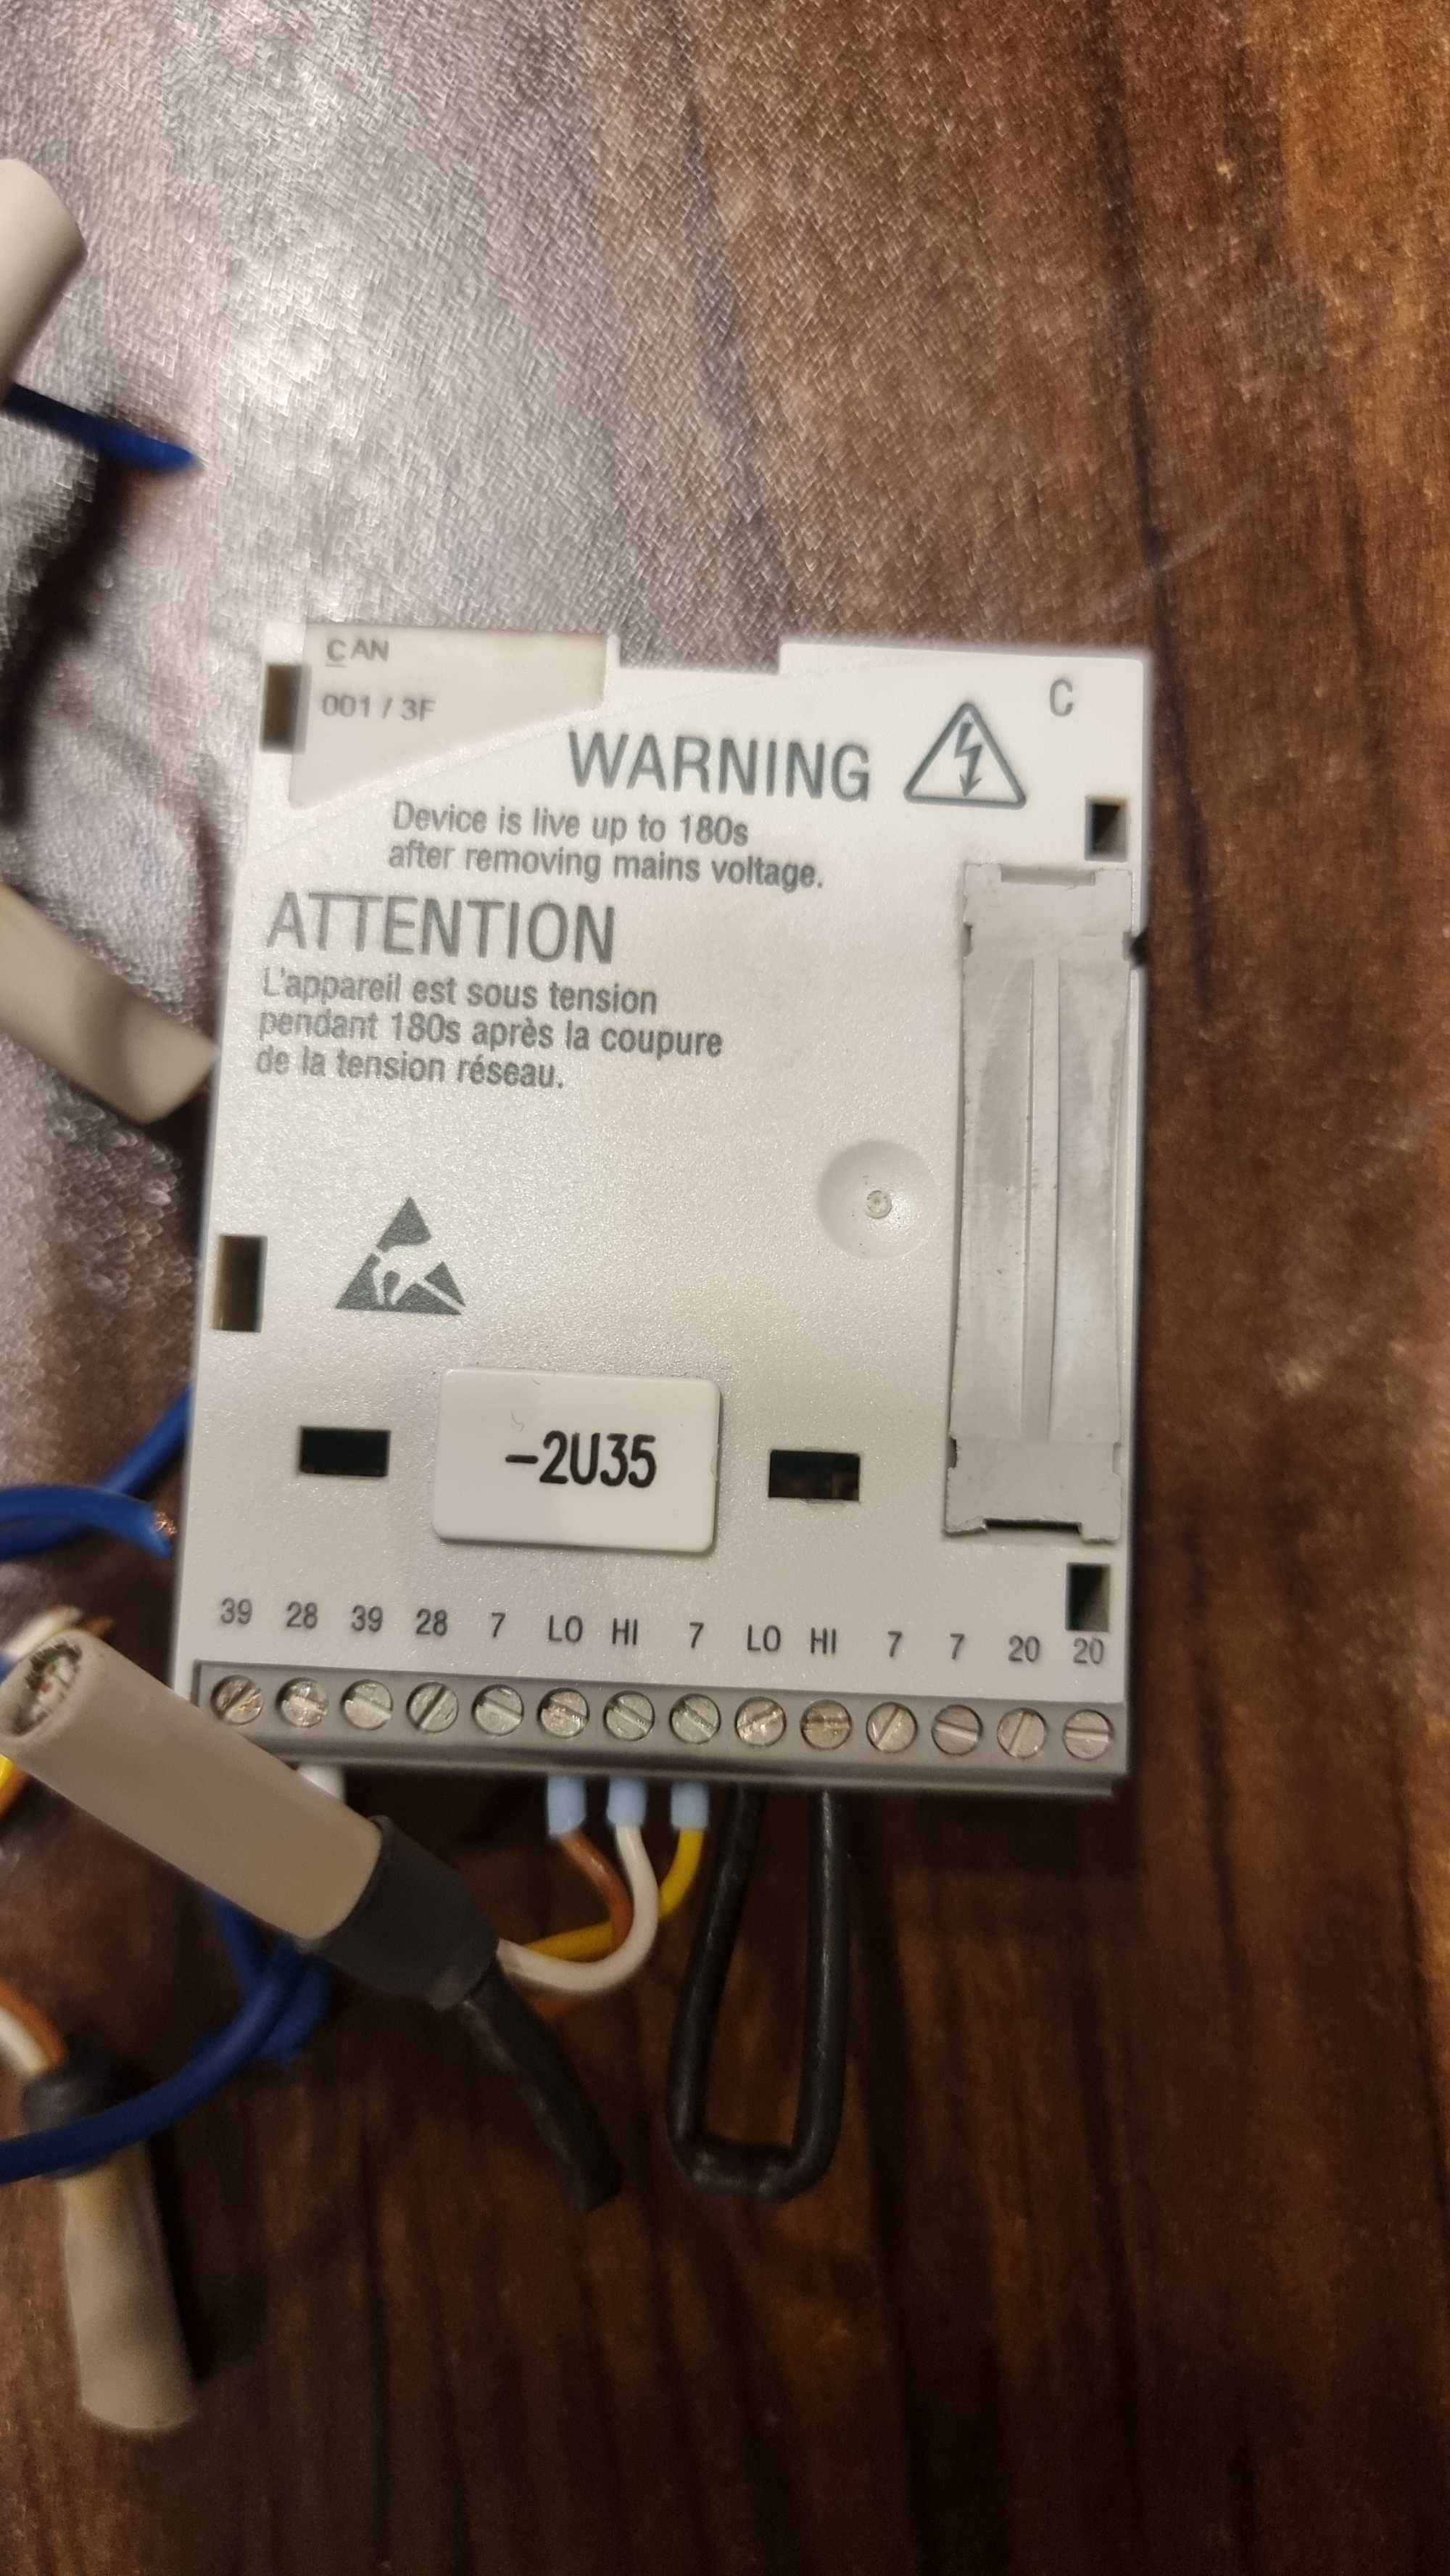 CAN
001 / 3F
C
WARNING
Device is live up to 180s
after removing mains voltage.
ATTENTION
L'appareil est sous tension
pendant 180s après la coupure
de la tension réseau.
-2U35
39 28 39 28 7 LO HI 7 LO HI 7 7 20 20